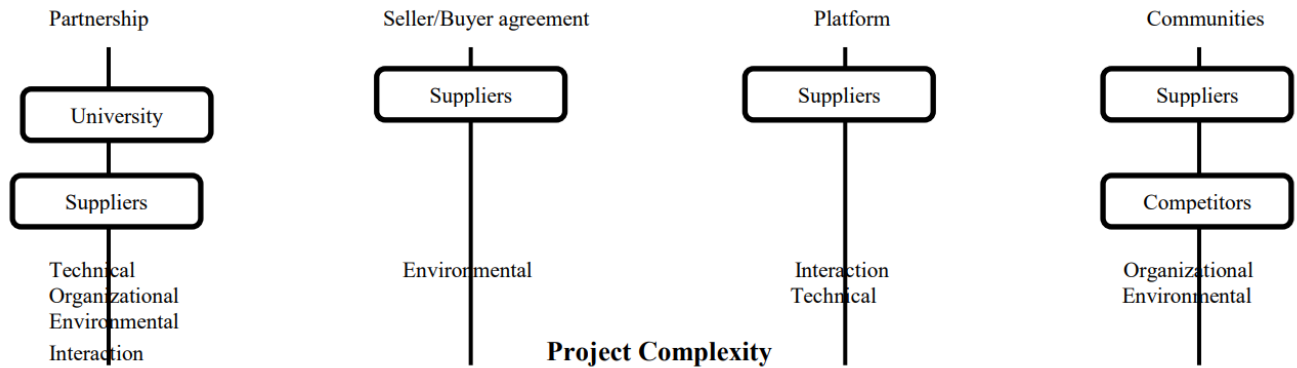 Partnership
Seller/Buyer agreement
Platform
Communities
University
Suppliers
Suppliers
Suppliers
Suppliers
Competitors
Technical
Organizational
Environmental
Interaction
Environmental
Interaction
Technical
Organizational
Environmental
Project Complexity